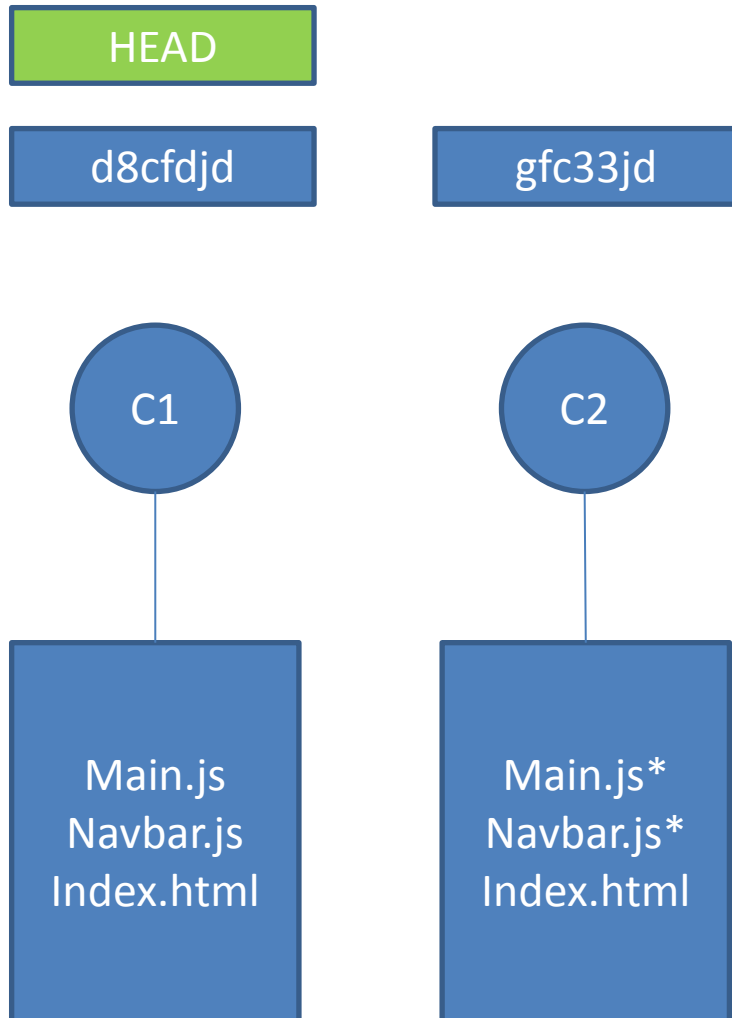 HEAD
d8cfdjd
gfc33jd
C1
C2
Main.js
Navbar.js
Index.html
Main.js*
Navbar.js*
Index.html